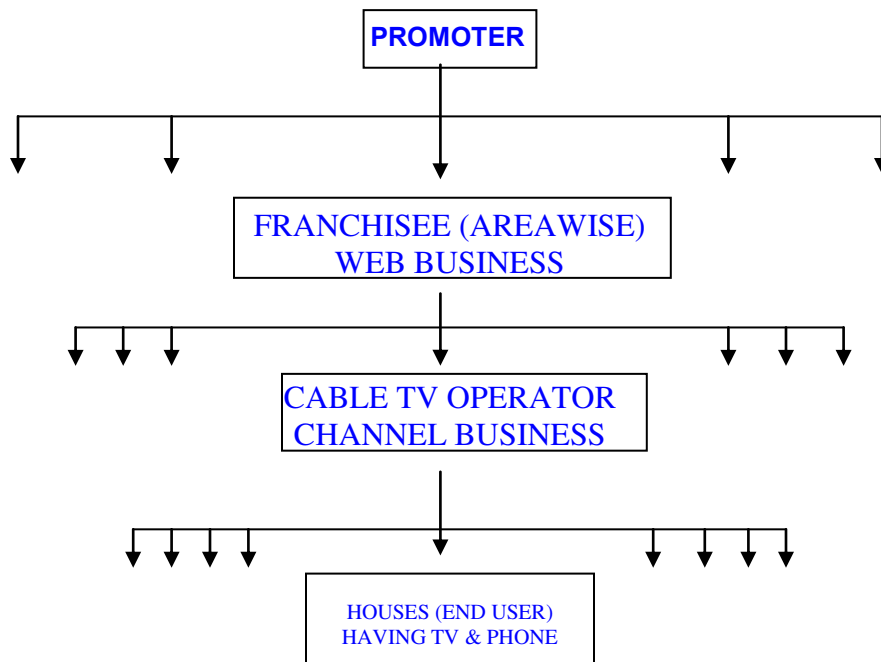 PROMOTER
FRANCHISEE (AREAWISE)
WEB BUSINESS
CABLE TV OPERATOR
CHANNEL BUSINESS
HOUSES (END USER)
HAVING TV & PHONE